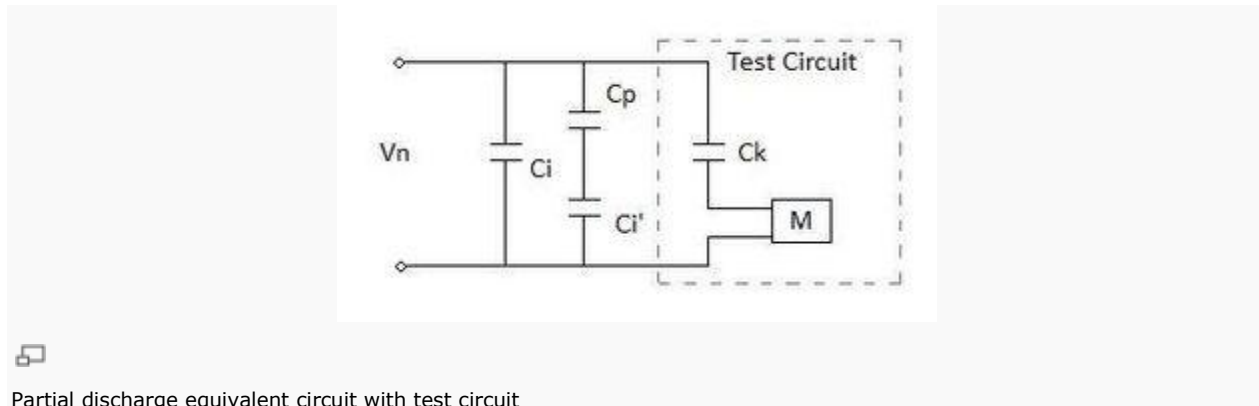 Test Circuit
Cp
Vn
Ci
Ck
Ci'
M
Partial discharge equivalent circuit with test circuit